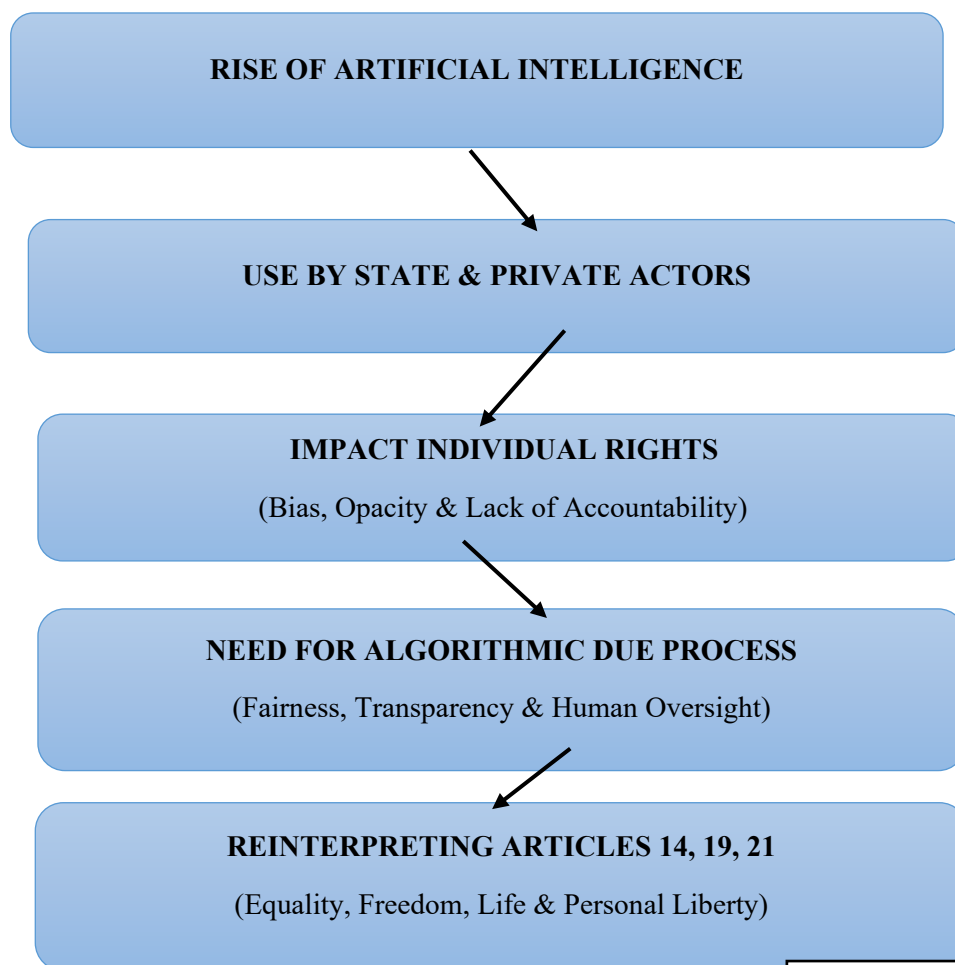 RISE OF ARTIFICIAL INTELLIGENCE
USE BY STATE & PRIVATE ACTORS
IMPACT INDIVIDUAL RIGHTS
(Bias, Opacity & Lack of Accountability)
NEED FOR ALGORITHMIC DUE PROCESS
(Fairness, Transparency & Human Oversight)
REINTERPRETING ARTICLES 14, 19, 21
(Equality, Freedom, Life & Personal Liberty)